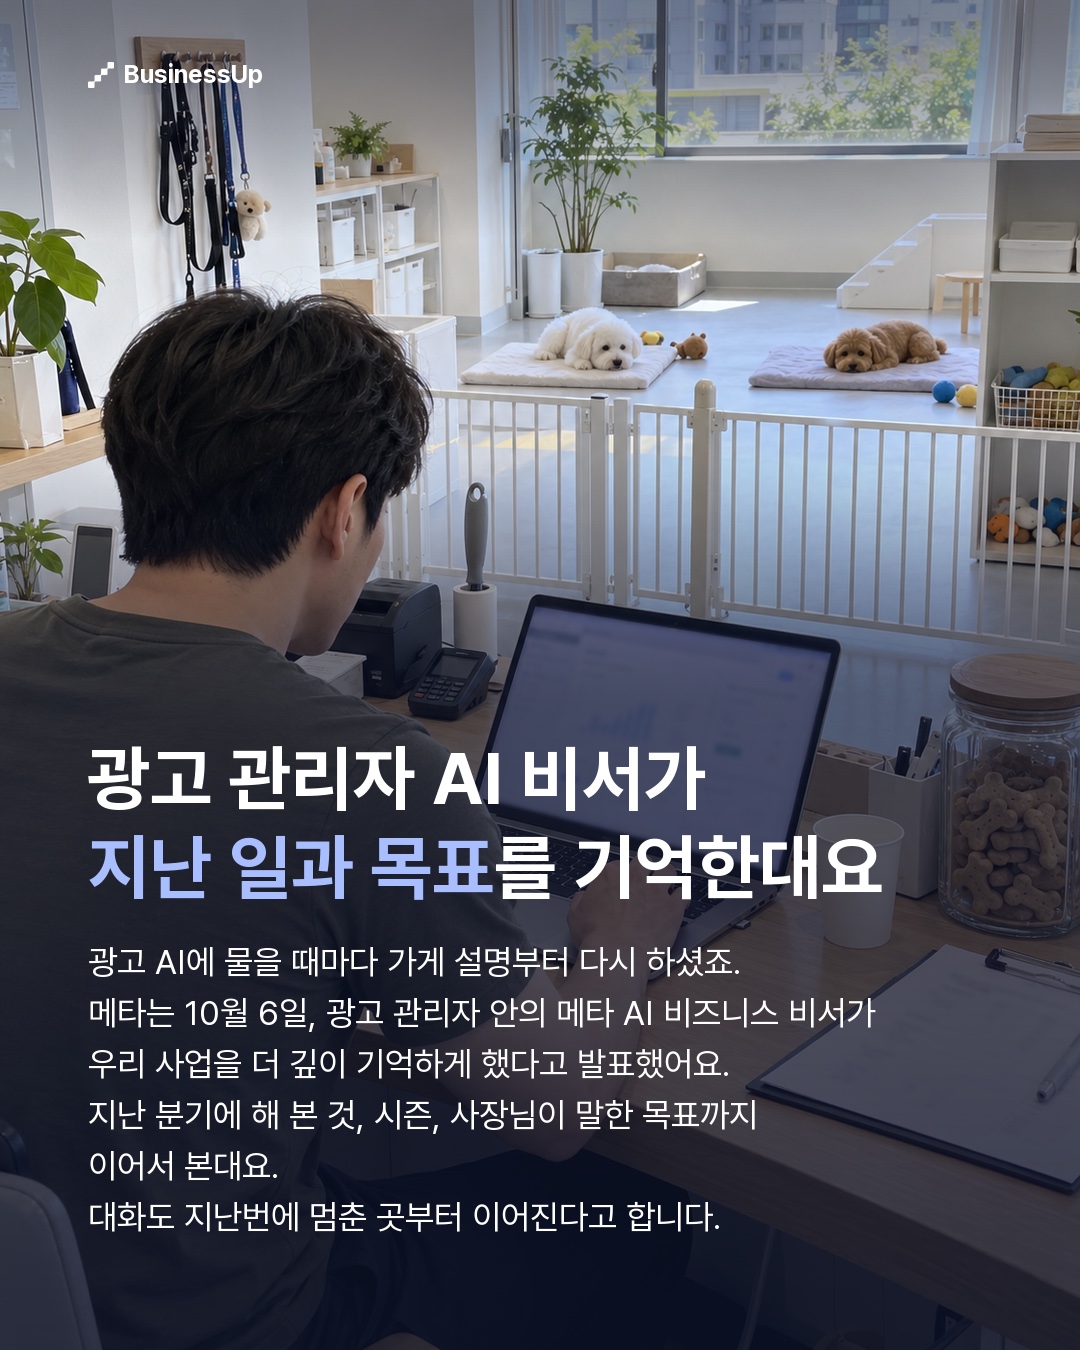 BusinessUp
광고 관리자 AI 비서가
지난 일과 목표를 기억한대요
광고 AI에 물을 때마다 가게 설명부터 다시 하셨죠.
메타는 10월 6일, 광고 관리자 안의 메타 AI 비즈니스 비서가
우리 사업을 더 깊이 기억하게 했다고 발표했어요.
지난 분기에 해 본 것, 시즌, 사장님이 말한 목표까지
이어서 본대요.
대화도 지난번에 멈춘 곳부터 이어진다고 합니다.